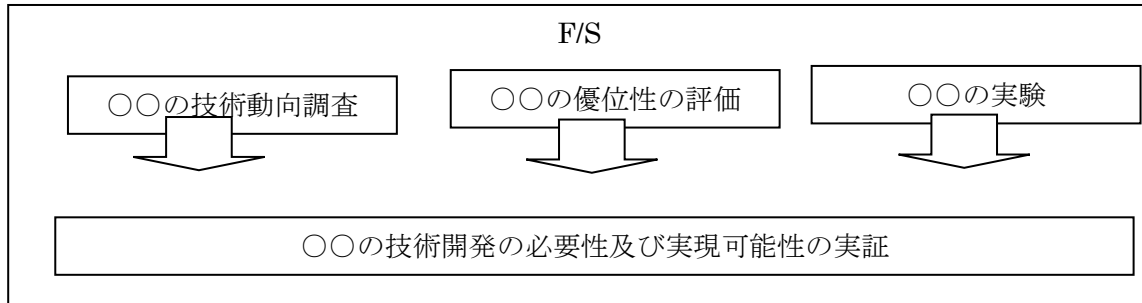 F/S
○○の技術動向調査
○○の優位性の評価
○○の実験
○○の技術開発の必要性及び実現可能性の実証